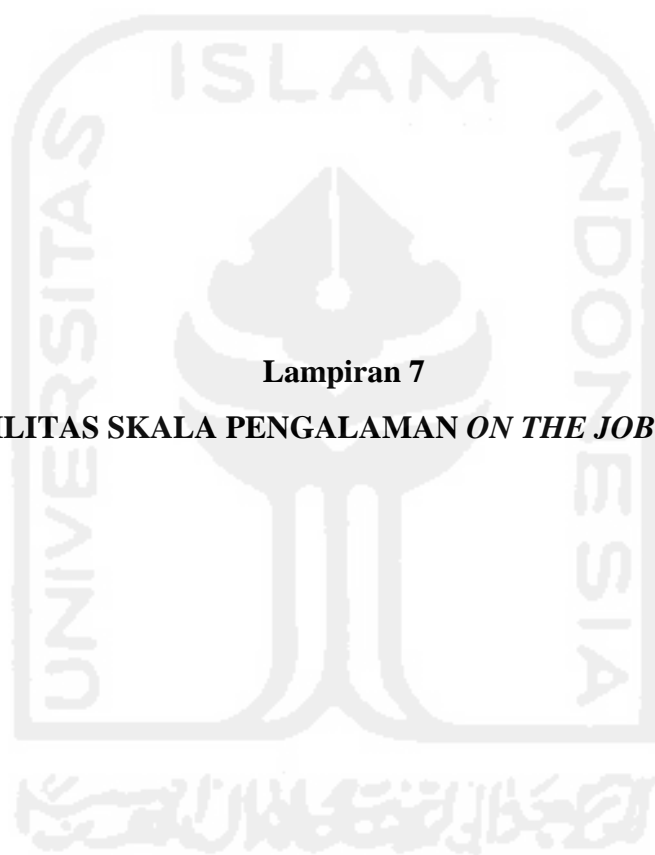 ISLAM
UNIVERSITAS
INDONESIA
Lampiran 7
LITAS SKALA PENGALAMAN ON THE JOB